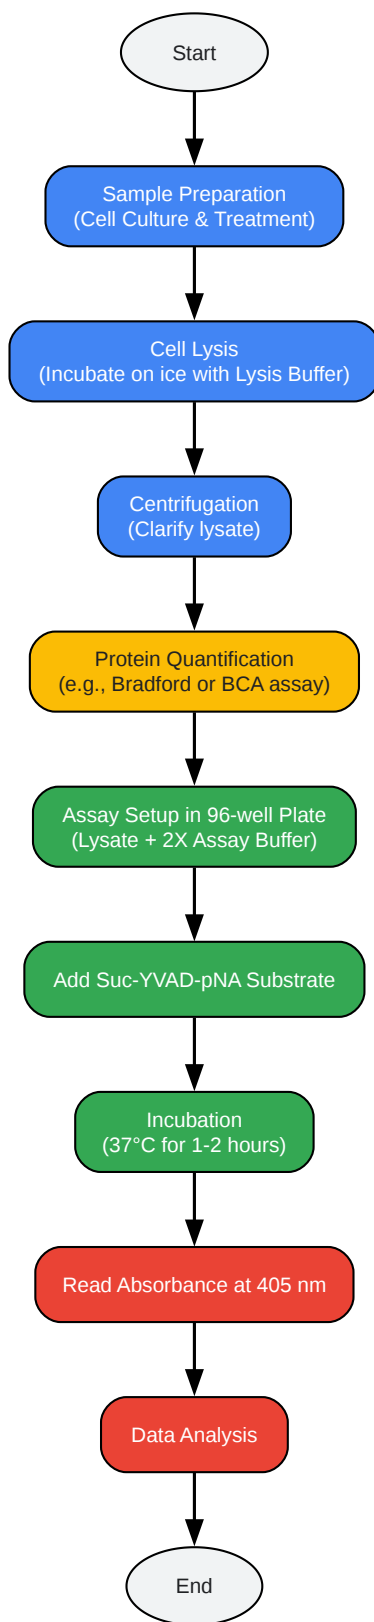 Start
Sample Preparation
(Cell Culture & Treatment)
Cell Lysis
(Incubate on ice with Lysis Buffer)
Centrifugation
(Clarify lysate)
Protein Quantification
(e.g., Bradford or BCA assay)
Assay Setup in 96-well Plate
(Lysate + 2X Assay Buffer)
Add Suc-YVAD-pNA Substrate
Incubation
(37°C for 1-2 hours)
Read Absorbance at 405 nm
Data Analysis
End